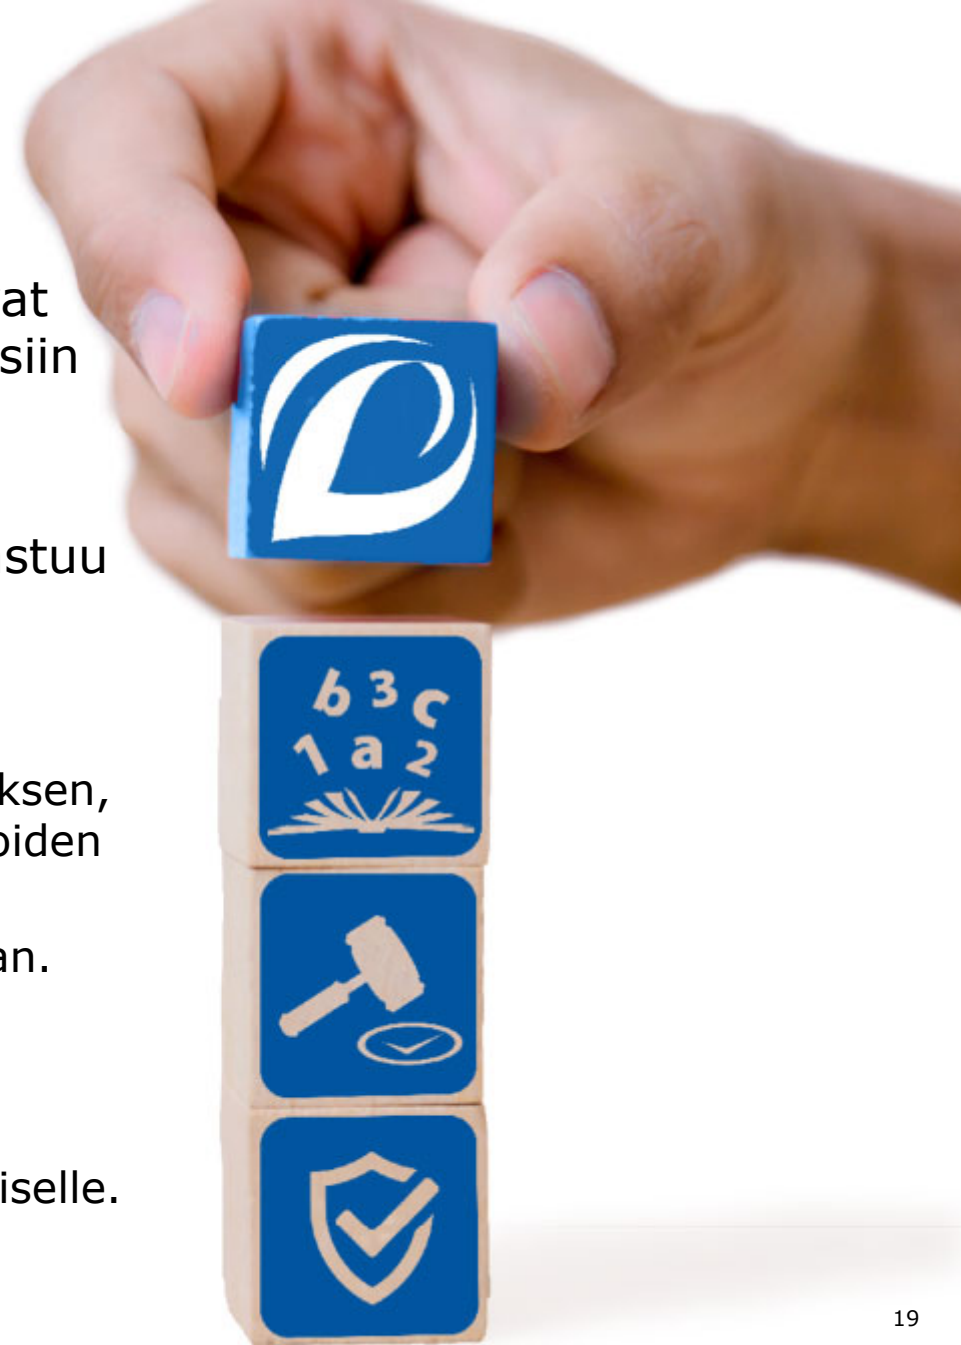 at
siin
stuu
b 3 c
1 a 2
ksen,
oiden
an.
iselle.
19